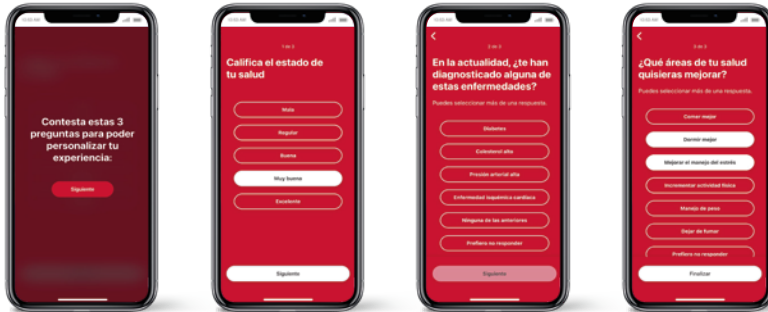 Contesta estas 3
preguntas para poder
personalizar tu
experiencia:
Siguiente
1 de 3
Califica el estado de
tu salud
Mala
Regular
Buena
Muy buena
Excelente
Siguiente
En la actualidad, ¿te han
diagnosticado alguna de
estas enfermedades?
Puedes seleccionar más de una respuesta.
Diabetes
Colesterol alto
Presión arterial alta
Enfermedad isquémica cardiaca
Ninguna de las anteriores
Prefiero no responder
Siguiente
3 de 3
¿Qué áreas de tu salud
quisieras mejorar?
Puedes seleccionar más de una respuesta.
Comer mejor
Dormir mejor
Mejorar el manejo del estrés
Incrementar actividad física
Manejo de peso
Dejar de fumar
Prefiero no responder
Finalizar